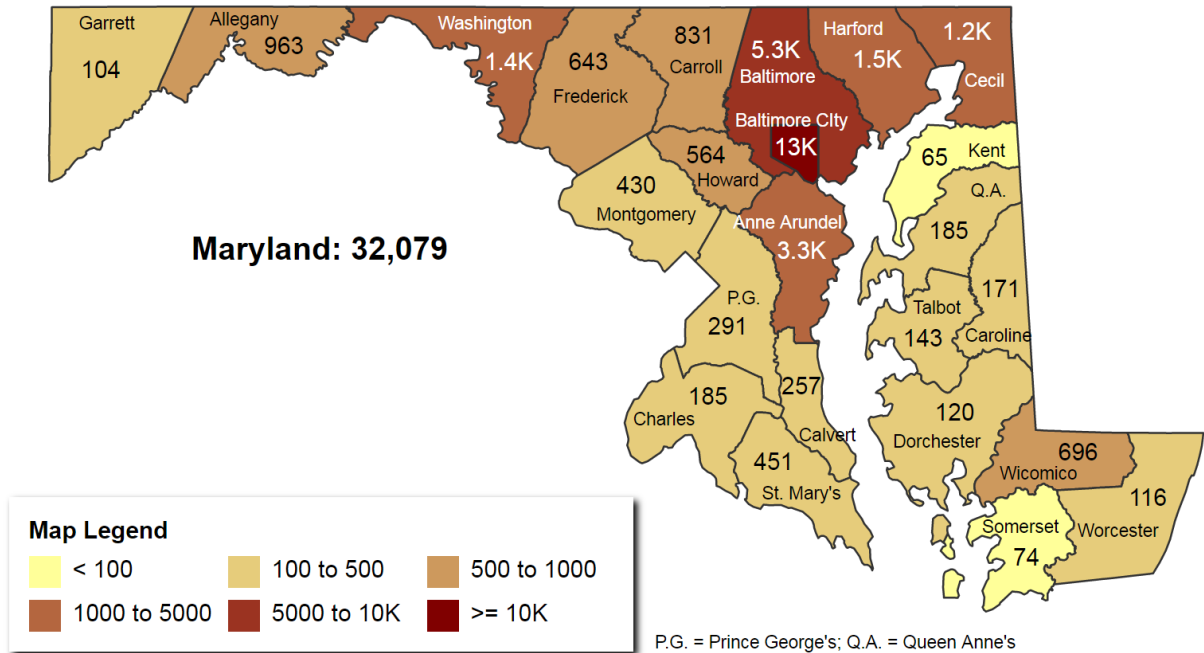 Garrett
104
Allegany
963
Washington
1.4K
643
Frederick
831
Carroll
5.3K
Baltimore
Baltimore CIty
13K
Harford
1.5K
1.2K
Cecil
564
Howard
430
Montgomery
65
Kent
Q.A.
185
Anne Arundel
3.3K
Maryland: 32,079
P.G.
291
Talbot
143
171
Caroline
185
Charles
257
Calvert
120
Dorchester
451
St. Mary's
696
Wicomico
116
Worcester
Somerset
74
Map Legend
< 100
100 to 500
500 to 1000
1000 to 5000
5000 to 10K
>= 10K
P.G. = Prince George's; Q.A. = Queen Anne's